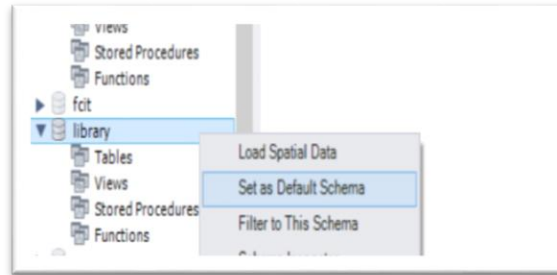 Views
Stored Procedures
Functions
fcit
library
Tables
Views
Stored Procedures
Functions
Load Spatial Data
Set as Default Schema
Filter to This Schema